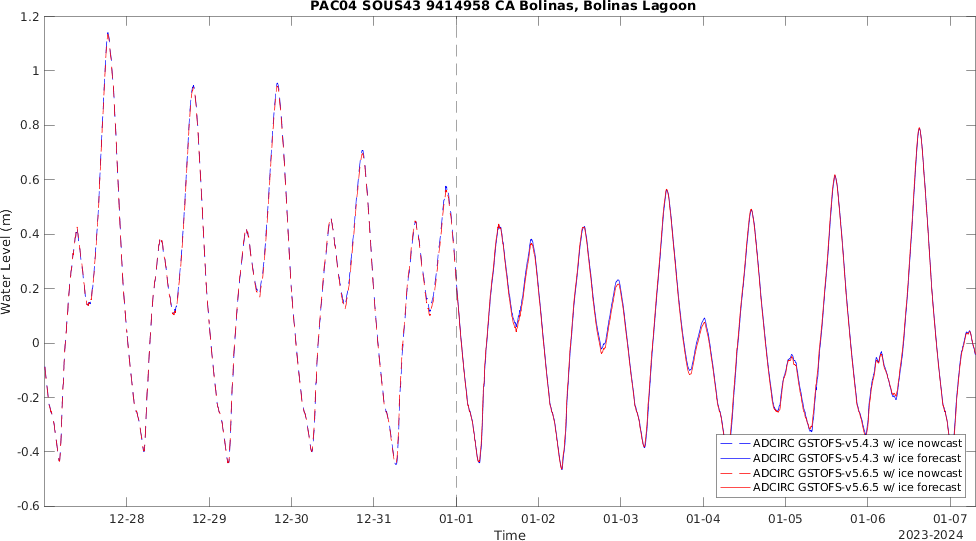 PAC04 SOUS43 9414958 CA Bolinas, Bolinas Lagoon
1.2
1
0.8
0.6
0.4
0.2
0
-0.2
-0.4
-0.6
Water Level (m)
12-28 12-29 12-30 12-31 01-01 01-02 01-03 01-04 01-05 01-06 01-07
Time
2023-2024
ADCIRC GSTOFS-v5.4.3 w/ ice nowcast
ADCIRC GSTOFS-v5.4.3 w/ ice forecast
ADCIRC GSTOFS-v5.6.5 w/ ice nowcast
ADCIRC GSTOFS-v5.6.5 w/ ice forecast